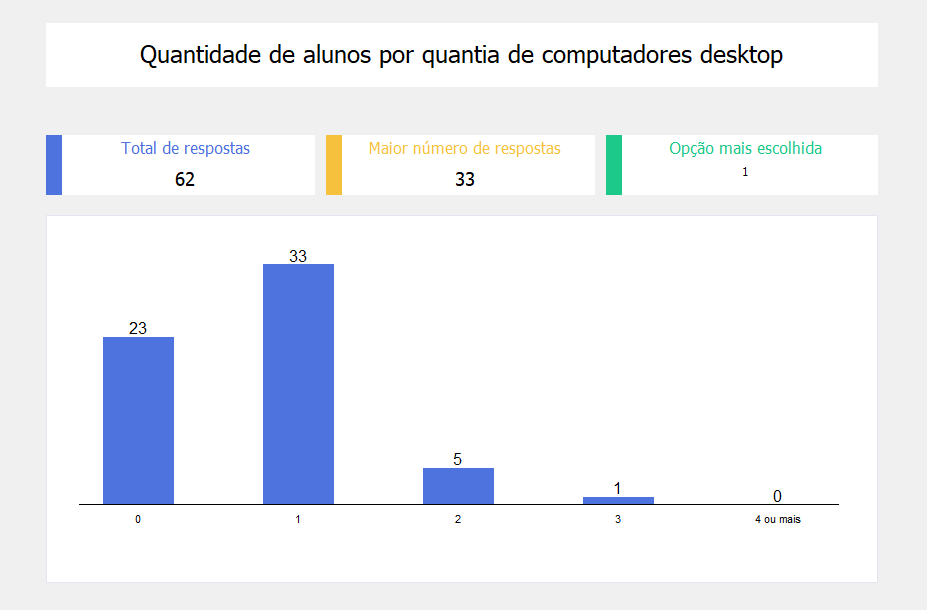 Quantidade de alunos por quantia de computadores desktop
Total de respostas
62
Maior número de respostas
33
Opção mais escolhida
1
23
33
5
1
0
0
1
2
3
4 ou mais